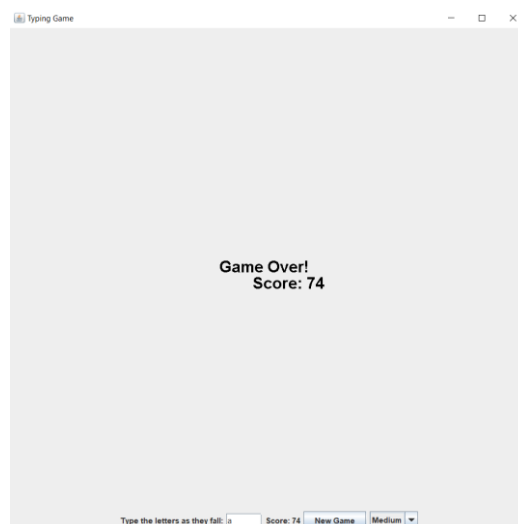 Typing Game
Game Over!
Score: 74
Type the letters as they fall: a Score: 74 New Game Medium